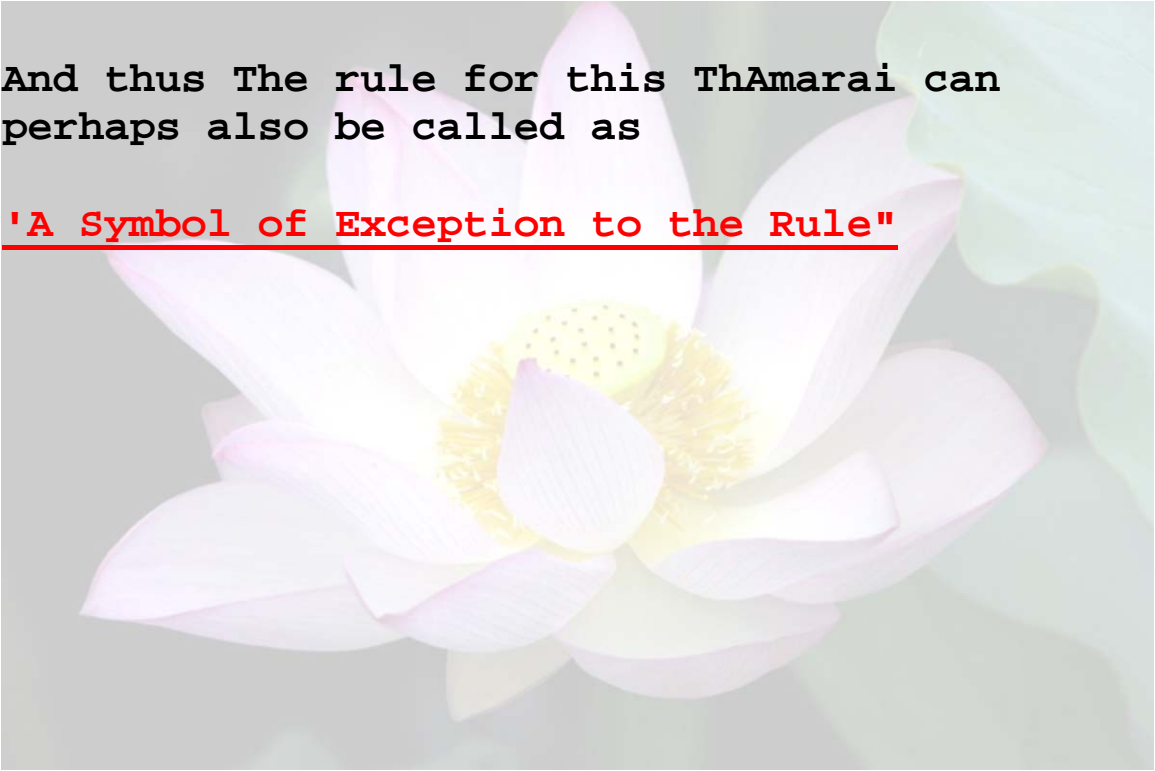 And thus The rule for this ThAmarai can
perhaps also be called as
'A Symbol of Exception to the Rule"